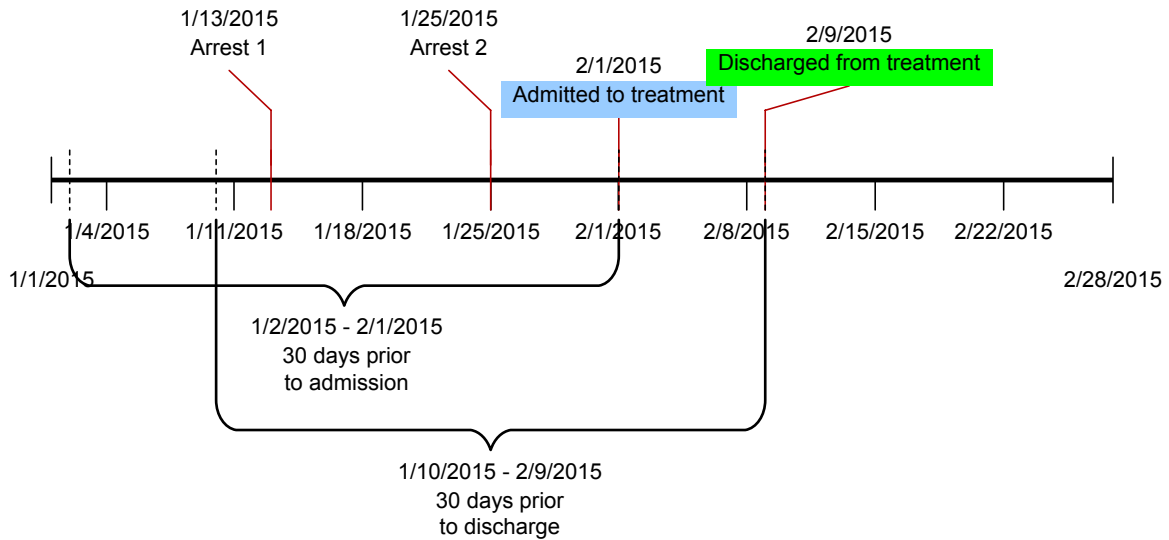 1/13/2015
Arrest 1
1/25/2015
Arrest 2
2/1/2015
Admitted to treatment
2/9/2015
Discharged from treatment
1/4/2015
1/11/2015
1/18/2015
1/25/2015
2/1/2015
2/8/2015
2/15/2015
2/22/2015
1/1/2015
2/28/2015
1/2/2015 - 2/1/2015
30 days prior
to admission
1/10/2015 - 2/9/2015
30 days prior
to discharge